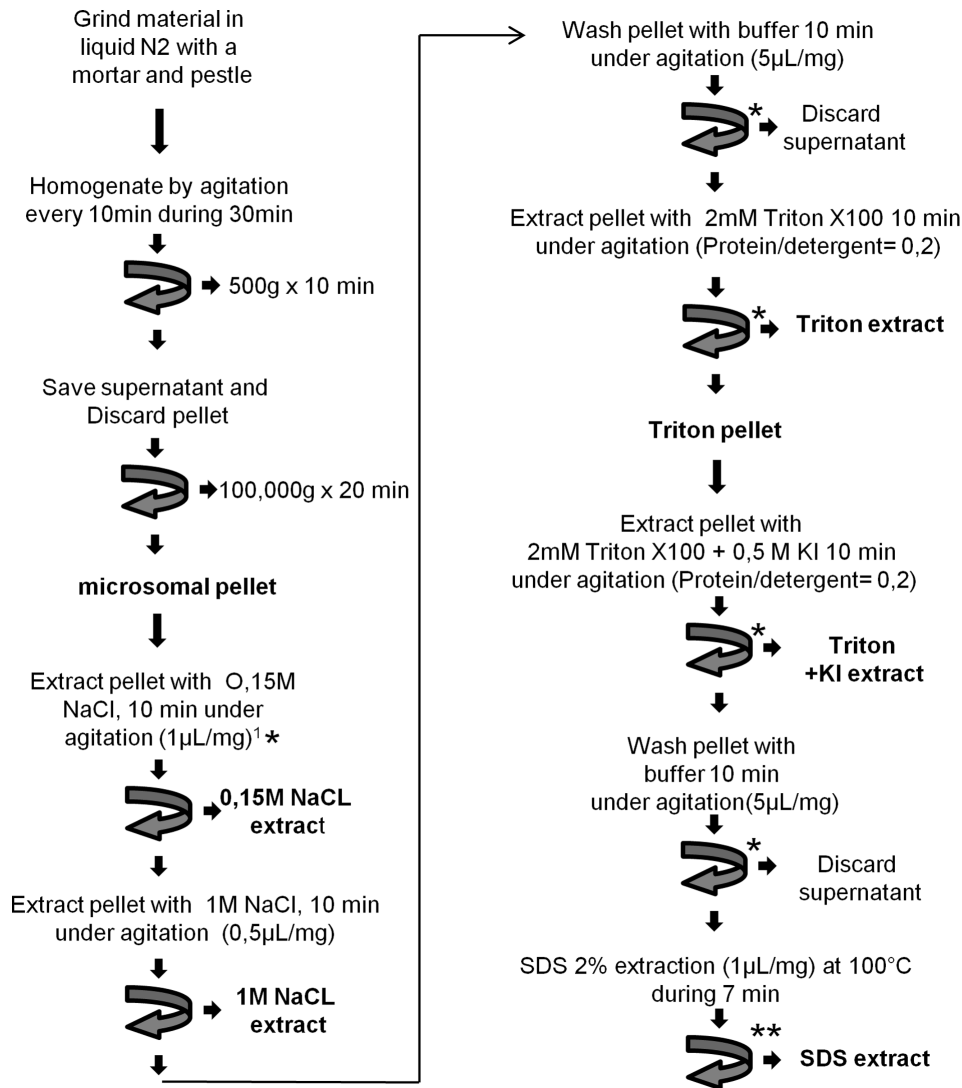 Grind material in
liquid N2 with a
mortar and pestle
Homogenate by agitation
every 10min during 30min
500g x 10 min
Save supernatant and
Discard pellet
100,000g x 20 min
microsomal pellet
Extract pellet with O,15M
NaCl, 10 min under
agitation (1µL/mg)¹ *
0,15M NaCL
extract
Extract pellet with 1M NaCl, 10 min
under agitation (0,5µL/mg)
1M NaCL
extract
Wash pellet with buffer 10 min
under agitation (5µL/mg)
* Discard
supernatant
Extract pellet with 2mM Triton X100 10 min
under agitation (Protein/detergent= 0,2)
* Triton extract
Triton pellet
Extract pellet with
2mM Triton X100 + 0,5 M KI 10 min
under agitation (Protein/detergent= 0,2)
* Triton
+KI extract
Wash pellet with
buffer 10 min
under agitation(5µL/mg)
* Discard
supernatant
SDS 2% extraction (1µL/mg) at 100°C
during 7 min
** SDS extract